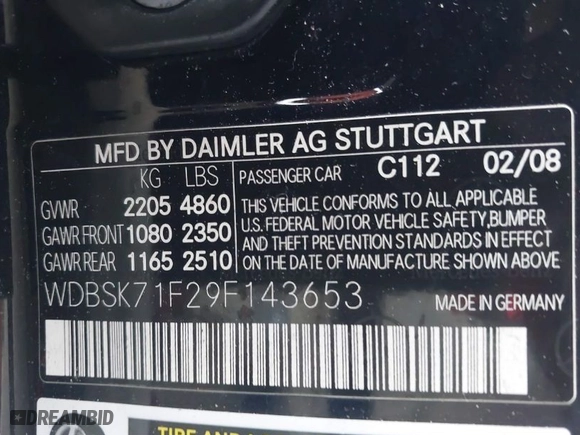 MFD BY DAIMLER AG STUTTGART
KG LBS PASSENGER CAR C112 02/08
GVWR 2205 4860 THIS VEHICLE CONFORMS TO ALL APPLICABLE
GAWR FRONT 1080 2350 U.S. FEDERAL MOTOR VEHICLE SAFETY, BUMPER
AND THEFT PREVENTION STANDARDS IN EFFECT
GAWR REAR 1165 2510 ON THE DATE OF MANUFACTURE SHOWN ABOVE
WDBSK71F29F143653 MADE IN GERMANY
DREAMBID
TIRE AND